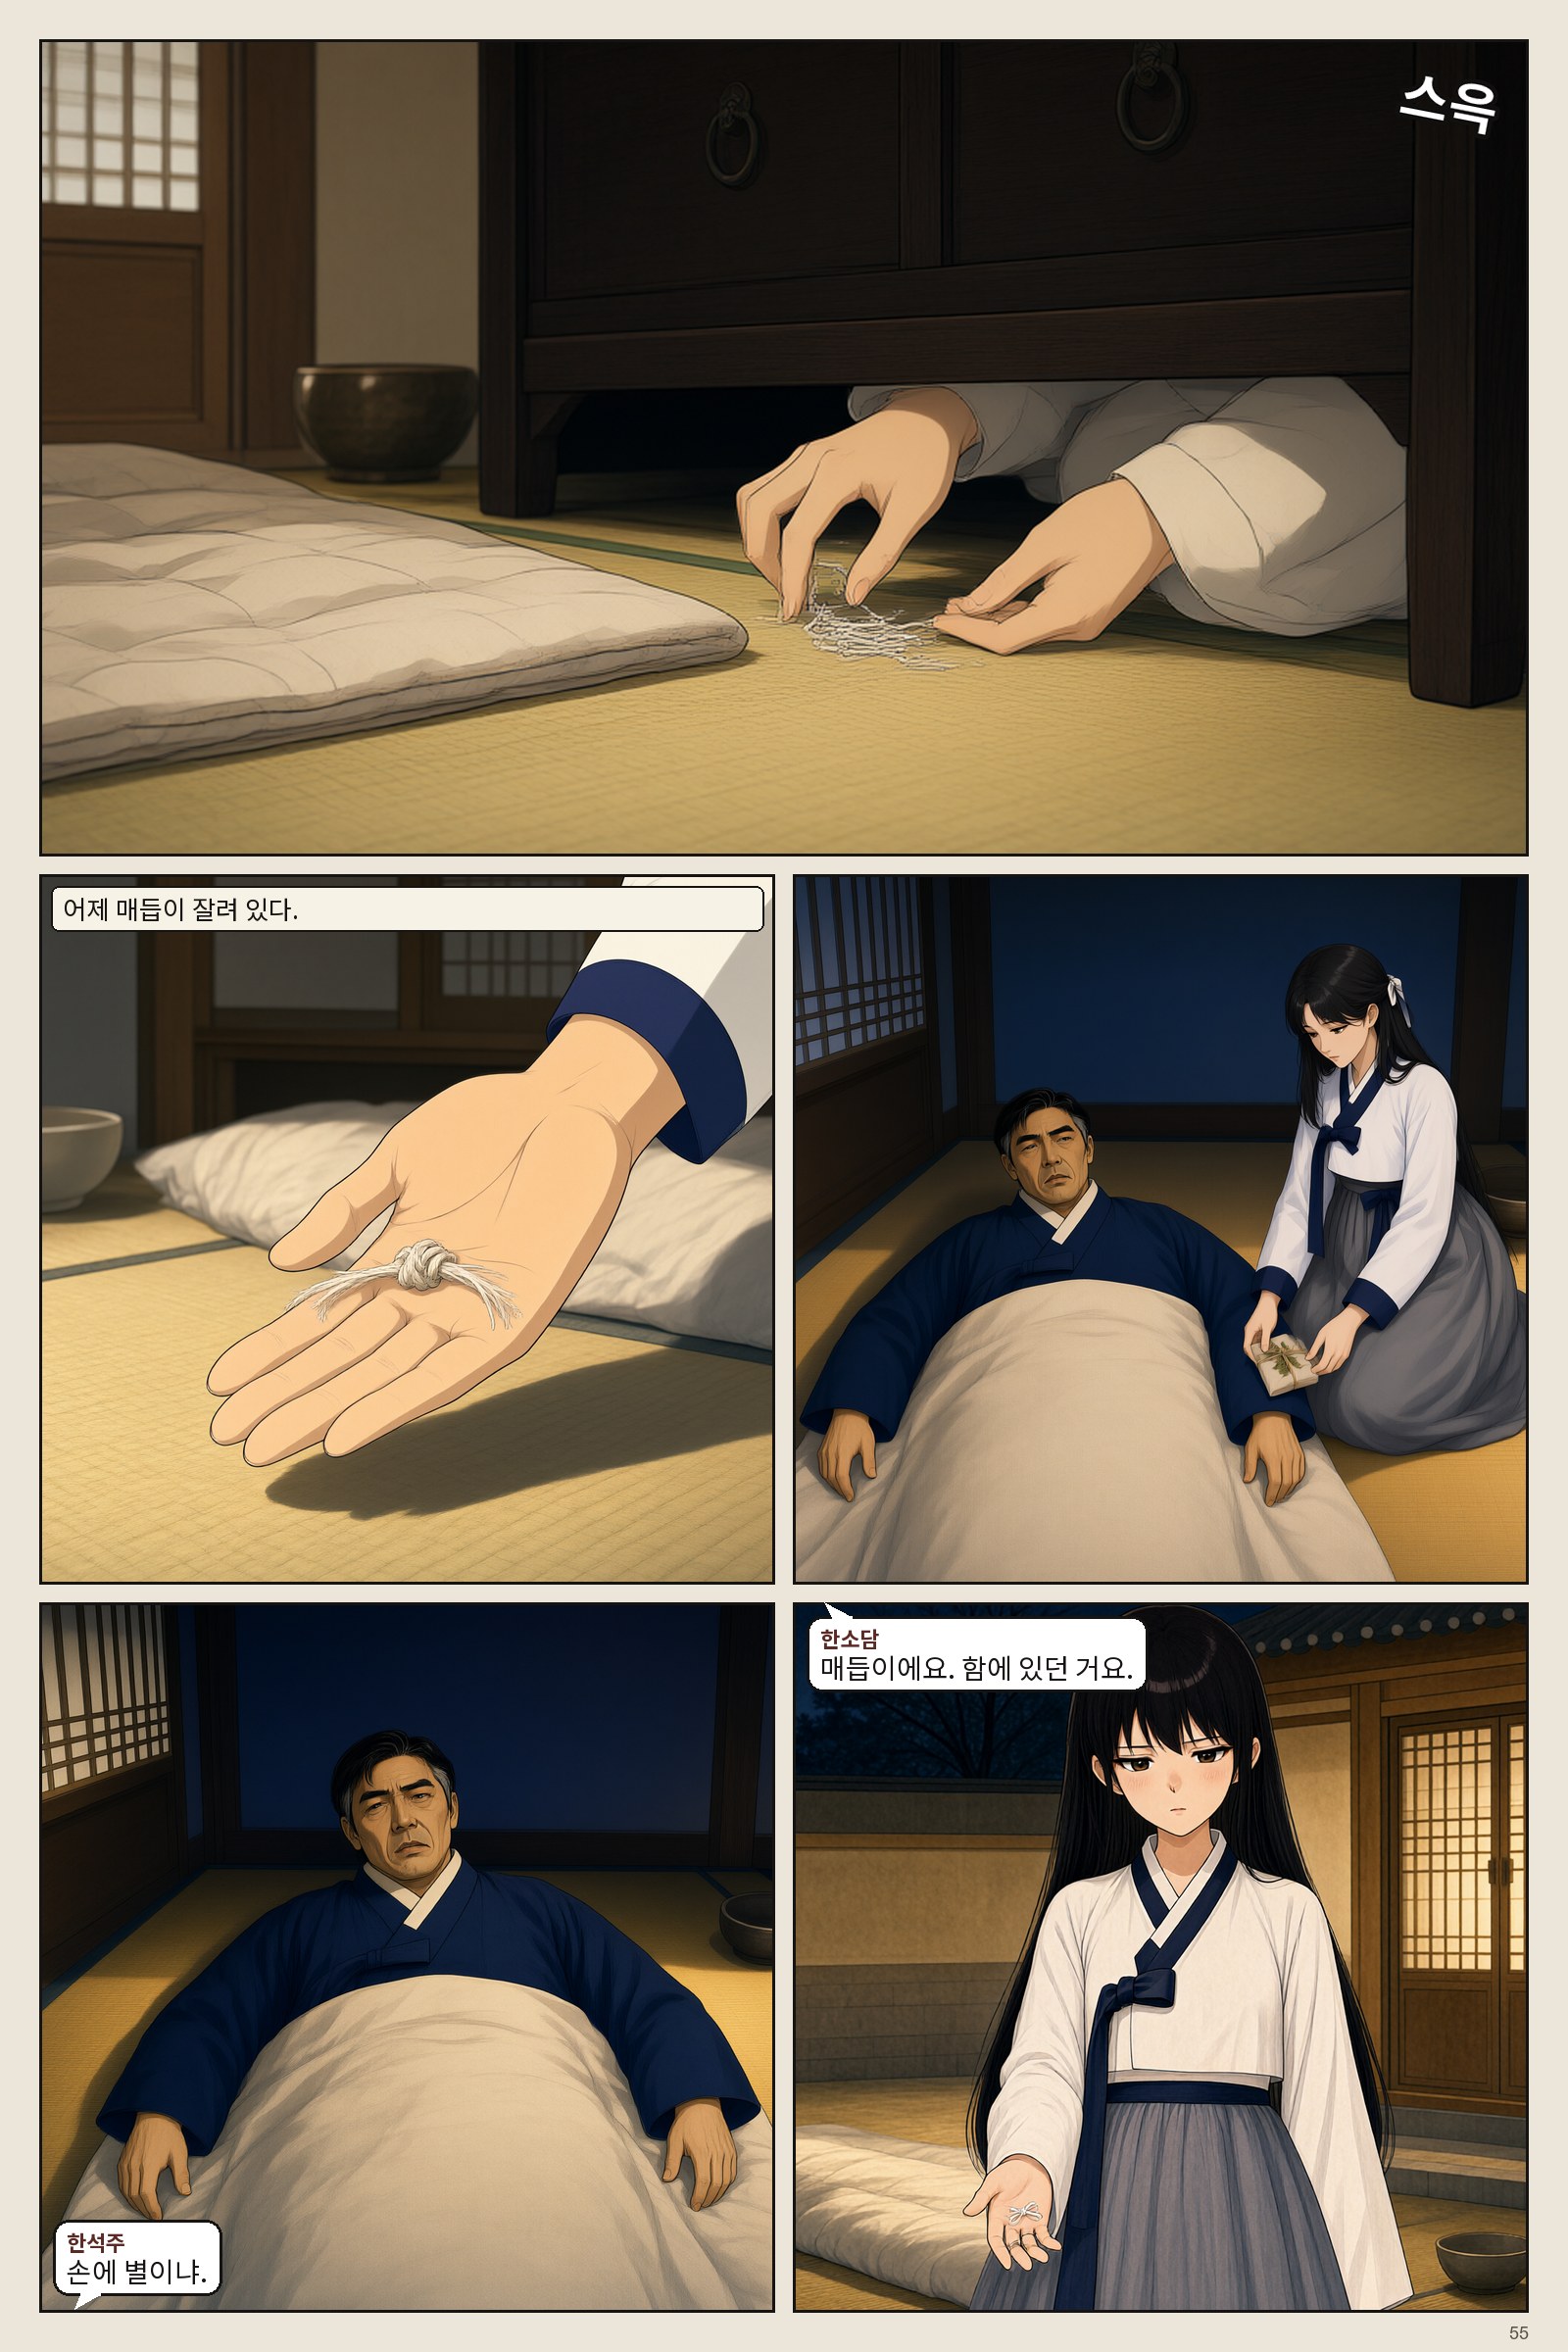 스윽
어제 매듭이 잘려 있다.
한석주
손에 별이냐.
한소담
매듭이에요. 함에 있던 거요.
55